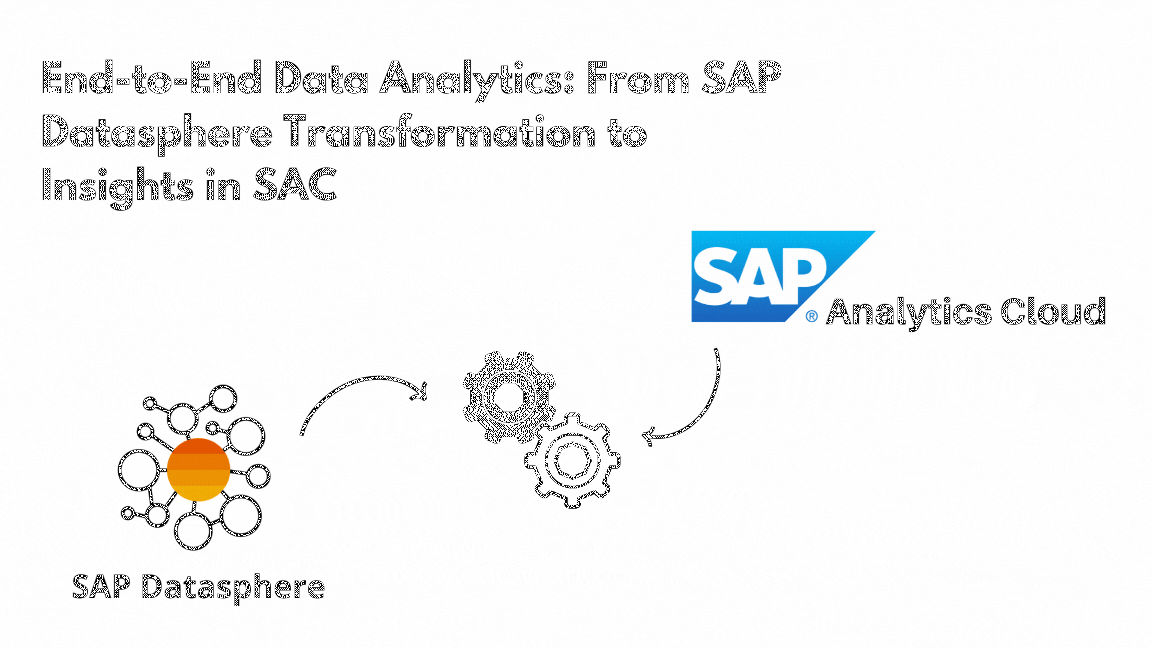 End-to-End Data Analytics: From SAP
Datasphere Transformation to
Insights in SAC
SAP
® Analytics Cloud
SAP Datasphere